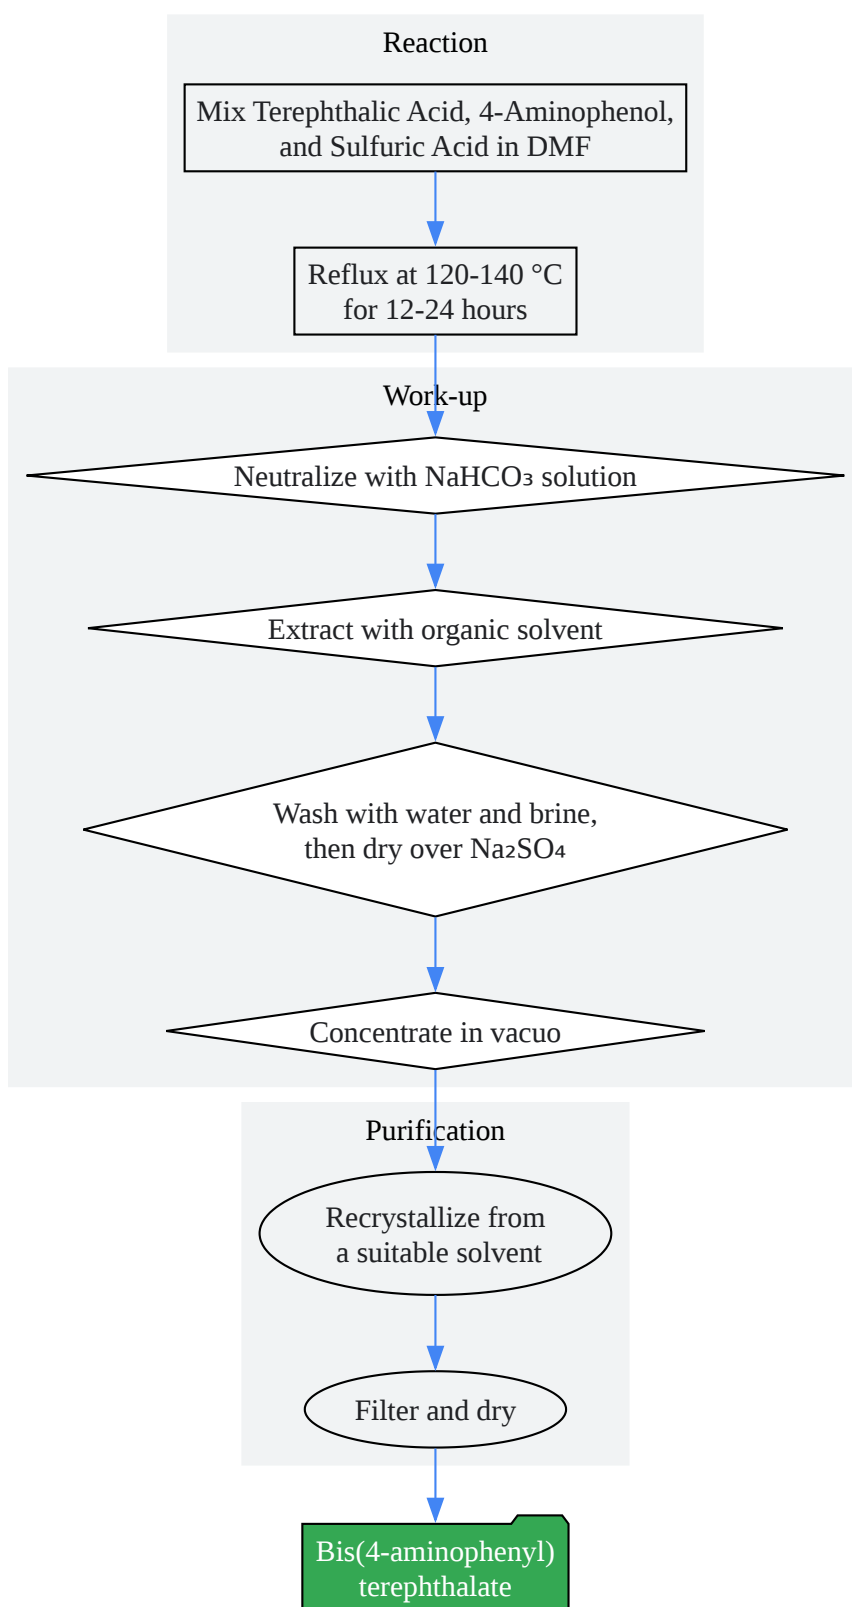 Reaction
Mix Terephthalic Acid, 4-Aminophenol,
and Sulfuric Acid in DMF
Reflux at 120-140 °C
for 12-24 hours
Work-up
Neutralize with NaHCO₃ solution
Extract with organic solvent
Wash with water and brine,
then dry over Na₂SO₄
Concentrate in vacuo
Purification
Recrystallize from
a suitable solvent
Filter and dry
Bis(4-aminophenyl)
terephthalate